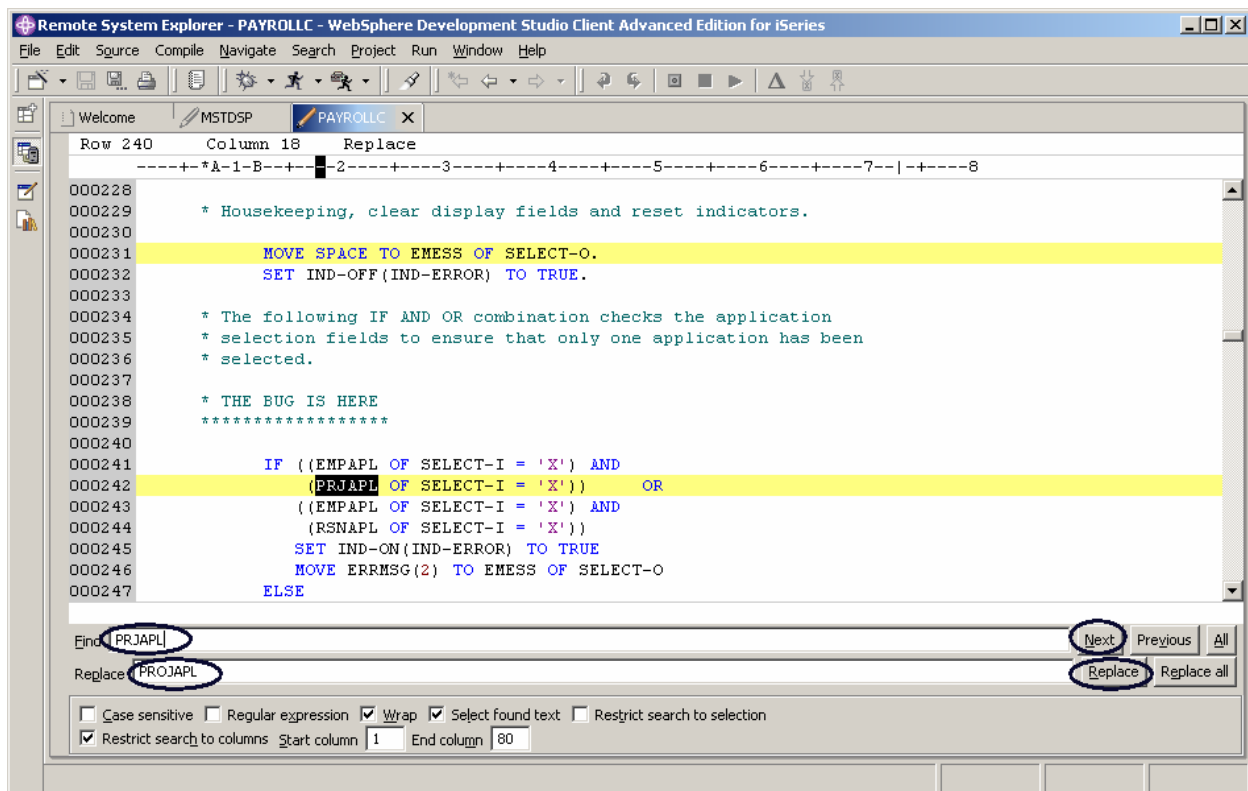 Remote System Explorer - PAYROLLC - WebSphere Development Studio Client Advanced Edition for iSeries
File Edit Source Compile Navigate Search Project Run Window Help
Welcome MSTDSP PAYROLLC
Row 240 Column 18 Replace
----+-*A-1-B--+----2----+----3----+----4----+----5----+----6----+----7--|-+----8
000228
000229 * Housekeeping, clear display fields and reset indicators.
000230
000231 MOVE SPACE TO EMESS OF SELECT-O.
000232 SET IND-OFF(IND-ERROR) TO TRUE.
000233
000234 * The following IF AND OR combination checks the application
000235 * selection fields to ensure that only one application has been
000236 * selected.
000237
000238 * THE BUG IS HERE
000239 ******************
000240
000241 IF ((EMPAPL OF SELECT-I = 'X') AND
000242 (PRJAPL OF SELECT-I = 'X')) OR
000243 ((EMPAPL OF SELECT-I = 'X') AND
000244 (RSNAPL OF SELECT-I = 'X'))
000245 SET IND-ON(IND-ERROR) TO TRUE
000246 MOVE ERRMSG(2) TO EMESS OF SELECT-O
000247 ELSE
Find PRJAPL Next Previous All
Replace PROJAPL Replace Replace all
Case sensitive Regular expression Wrap Select found text Restrict search to selection
Restrict search to columns Start column 1 End column 80